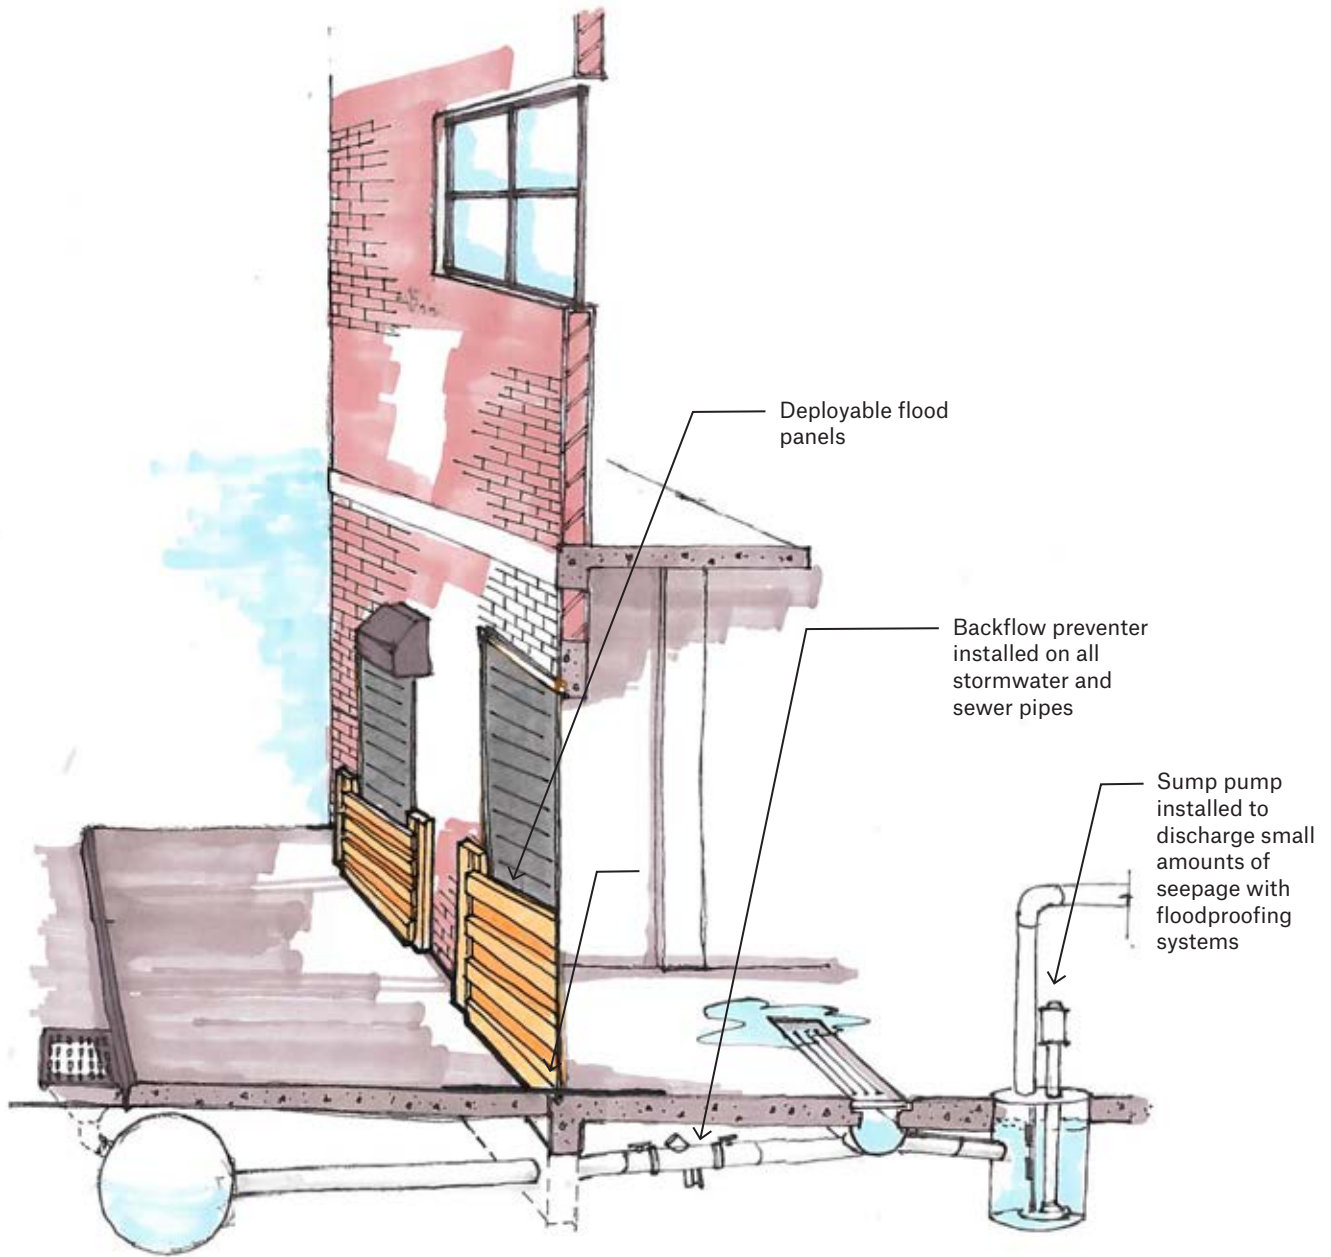 Deployable flood
panels
Backflow preventer
installed on all
stormwater and
sewer pipes
Sump pump
installed to
discharge small
amounts of
seepage with
floodproofing
systems